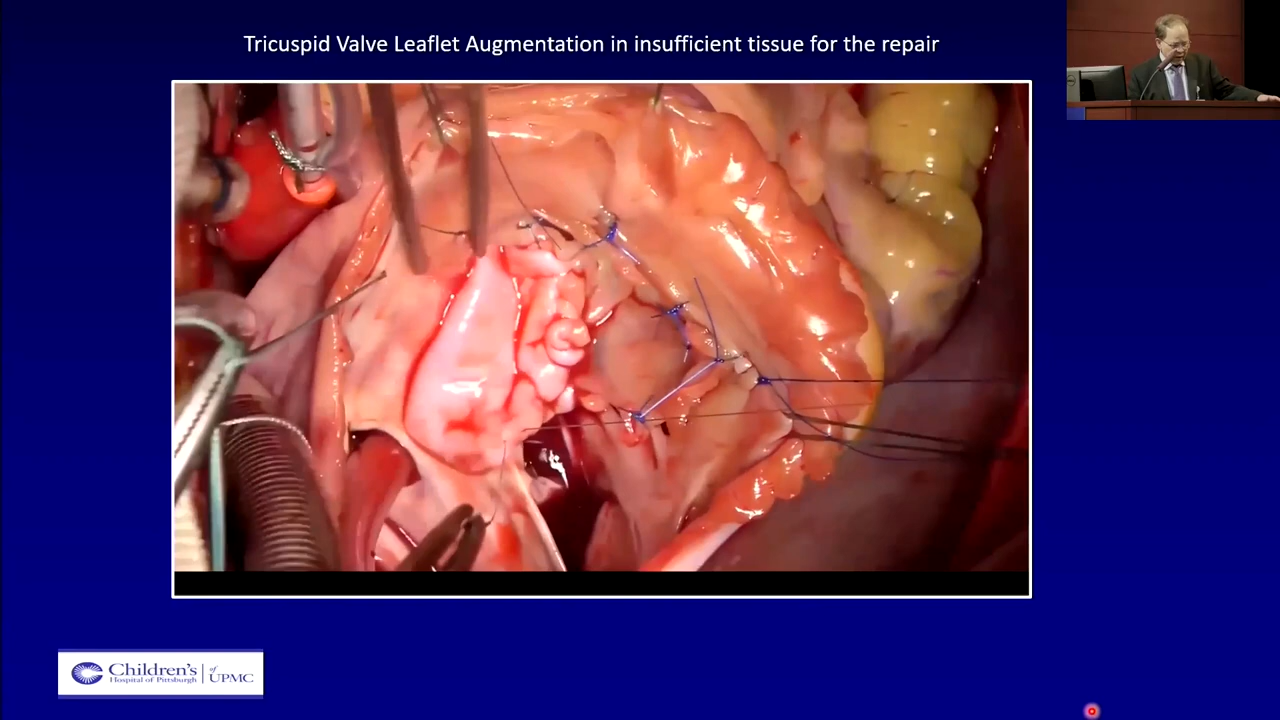 Tricuspid Valve Leaflet Augmentation in insufficient tissue for the repair
Children's
Hospital of Pittsburgh
of
UPMC